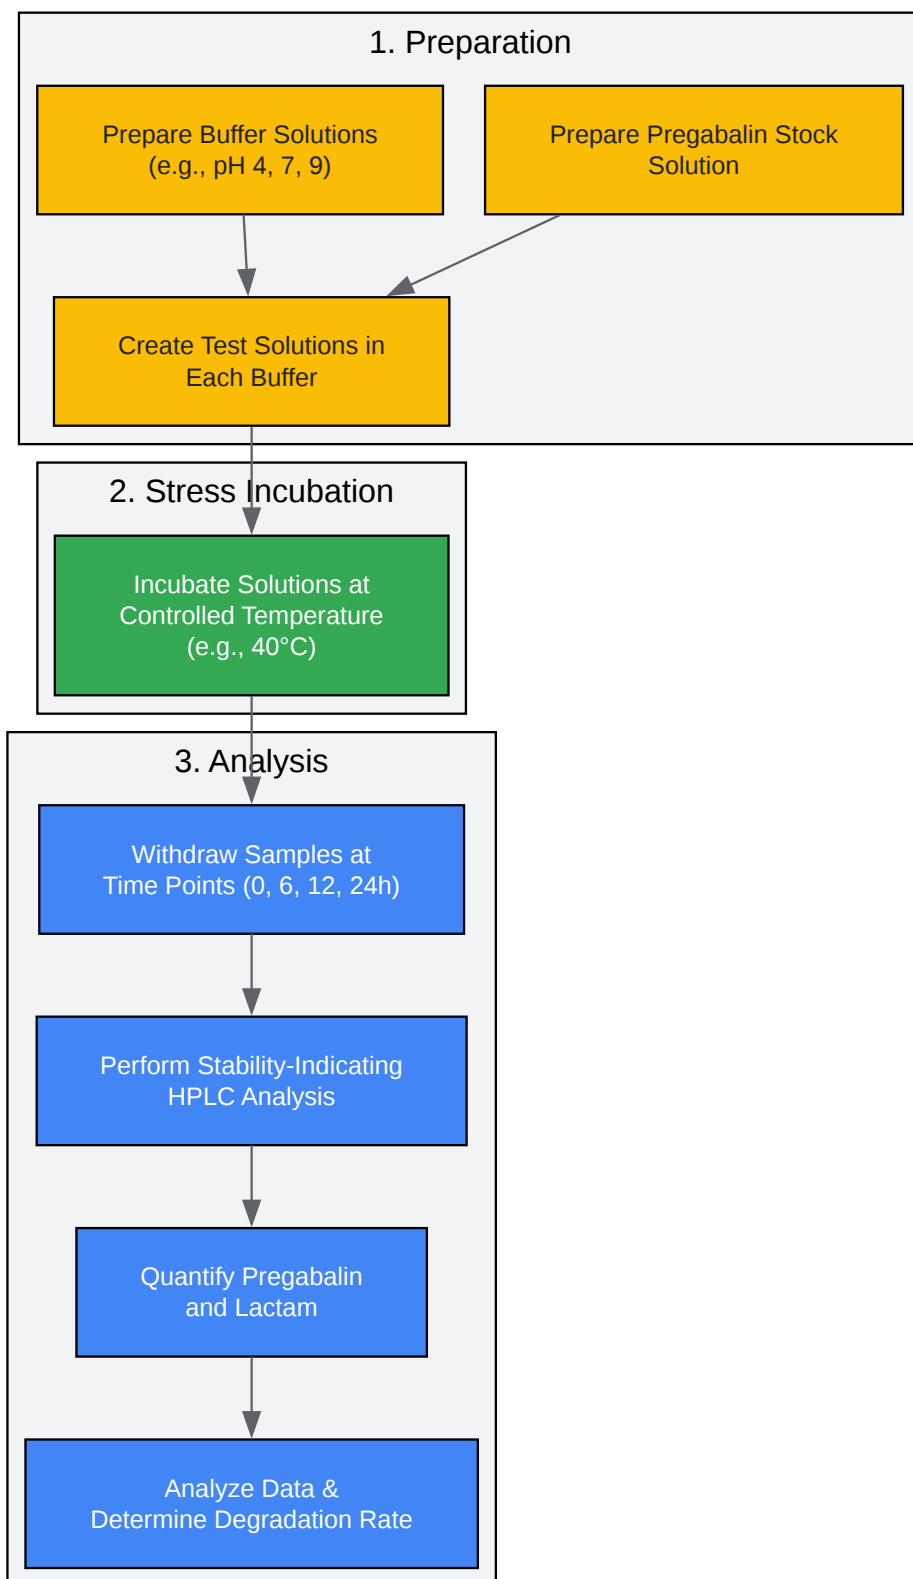 1. Preparation
Prepare Buffer Solutions
(e.g., pH 4, 7, 9)
Prepare Pregabalin Stock
Solution
Create Test Solutions in
Each Buffer
2. Stress Incubation
Incubate Solutions at
Controlled Temperature
(e.g., 40°C)
3. Analysis
Withdraw Samples at
Time Points (0, 6, 12, 24h)
Perform Stability-Indicating
HPLC Analysis
Quantify Pregabalin
and Lactam
Analyze Data &
Determine Degradation Rate